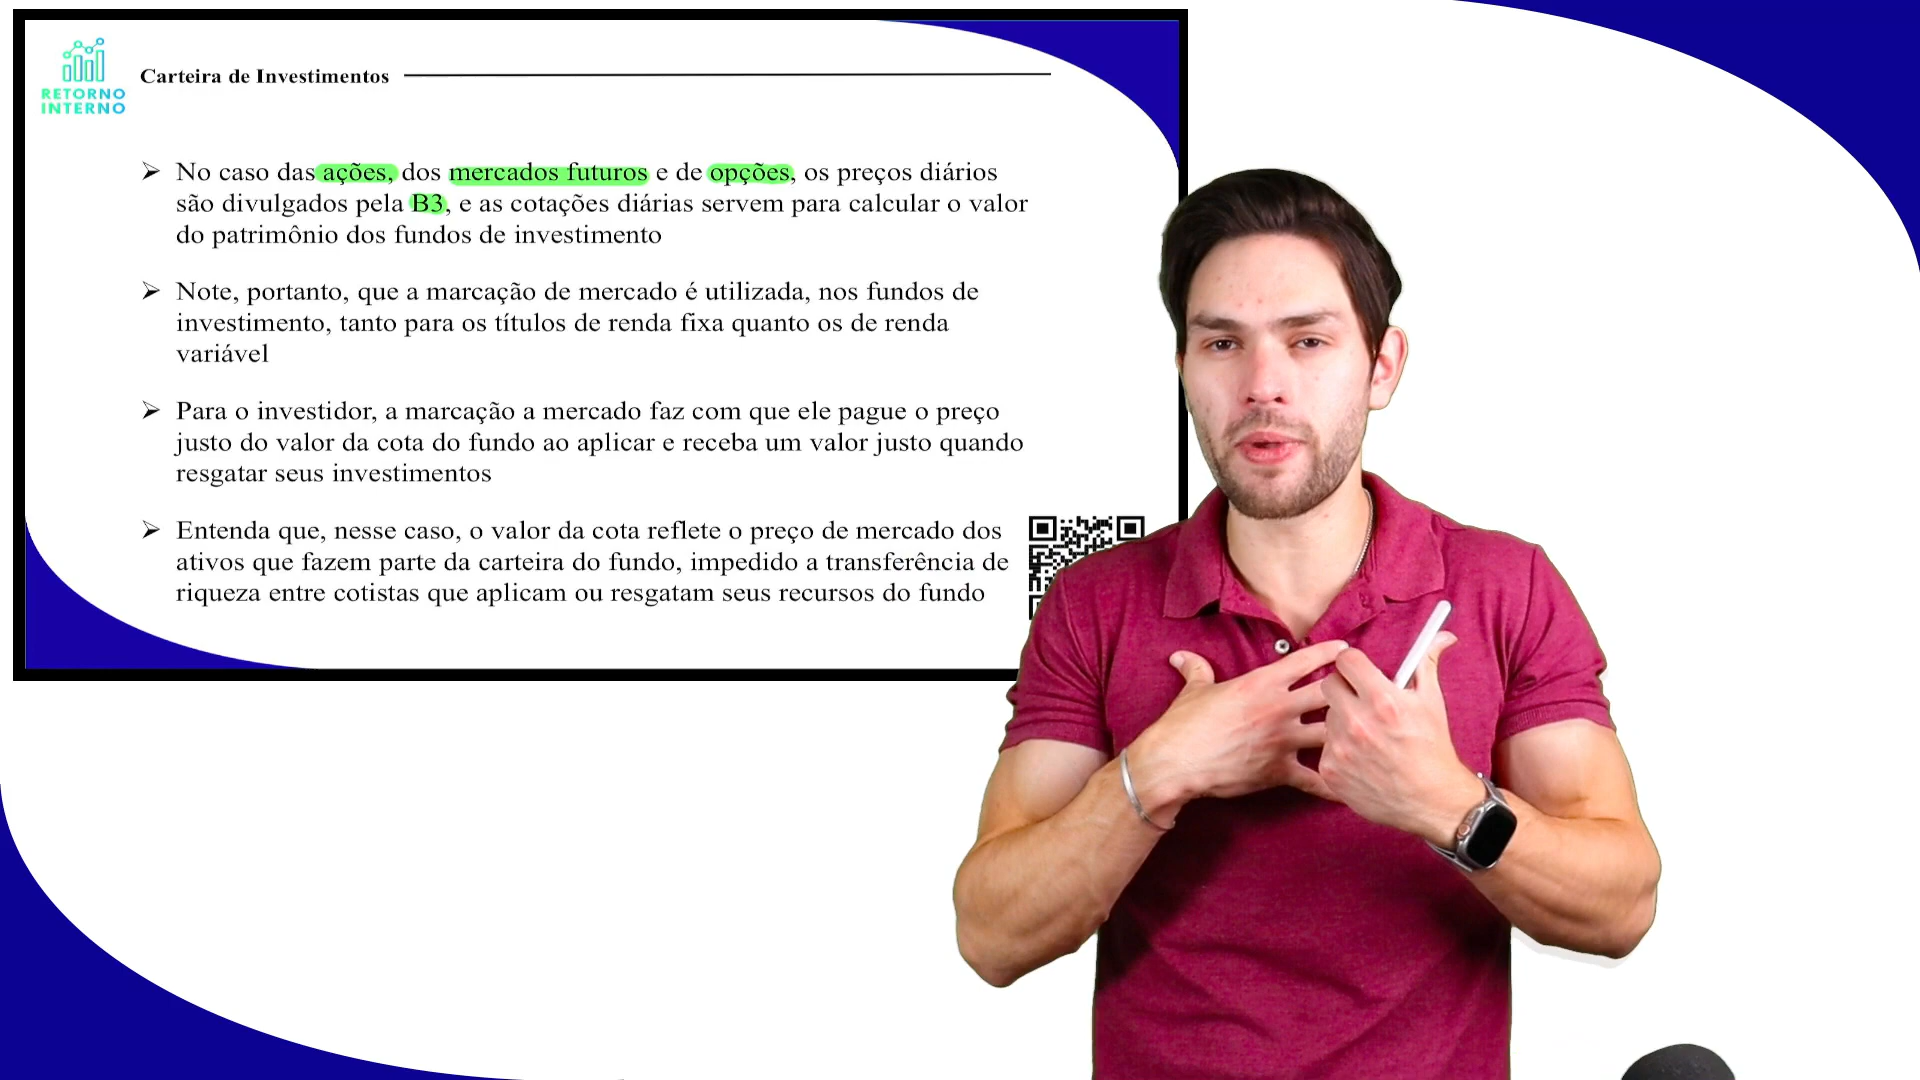 RETORNO
INTERNO
Carteira de Investimentos
No caso das ações, dos mercados futuros e de opções, os preços diários
são divulgados pela B3, e as cotações diárias servem para calcular o valor
do patrimônio dos fundos de investimento
Note, portanto, que a marcação de mercado é utilizada, nos fundos de
investimento, tanto para os títulos de renda fixa quanto os de renda
variável
Para o investidor, a marcação a mercado faz com que ele pague o preço
justo do valor da cota do fundo ao aplicar e receba um valor justo quando
resgatar seus investimentos
Entenda que, nesse caso, o valor da cota reflete o preço de mercado dos
ativos que fazem parte da carteira do fundo, impedido a transferência de
riqueza entre cotistas que aplicam ou resgatam seus recursos do fundo